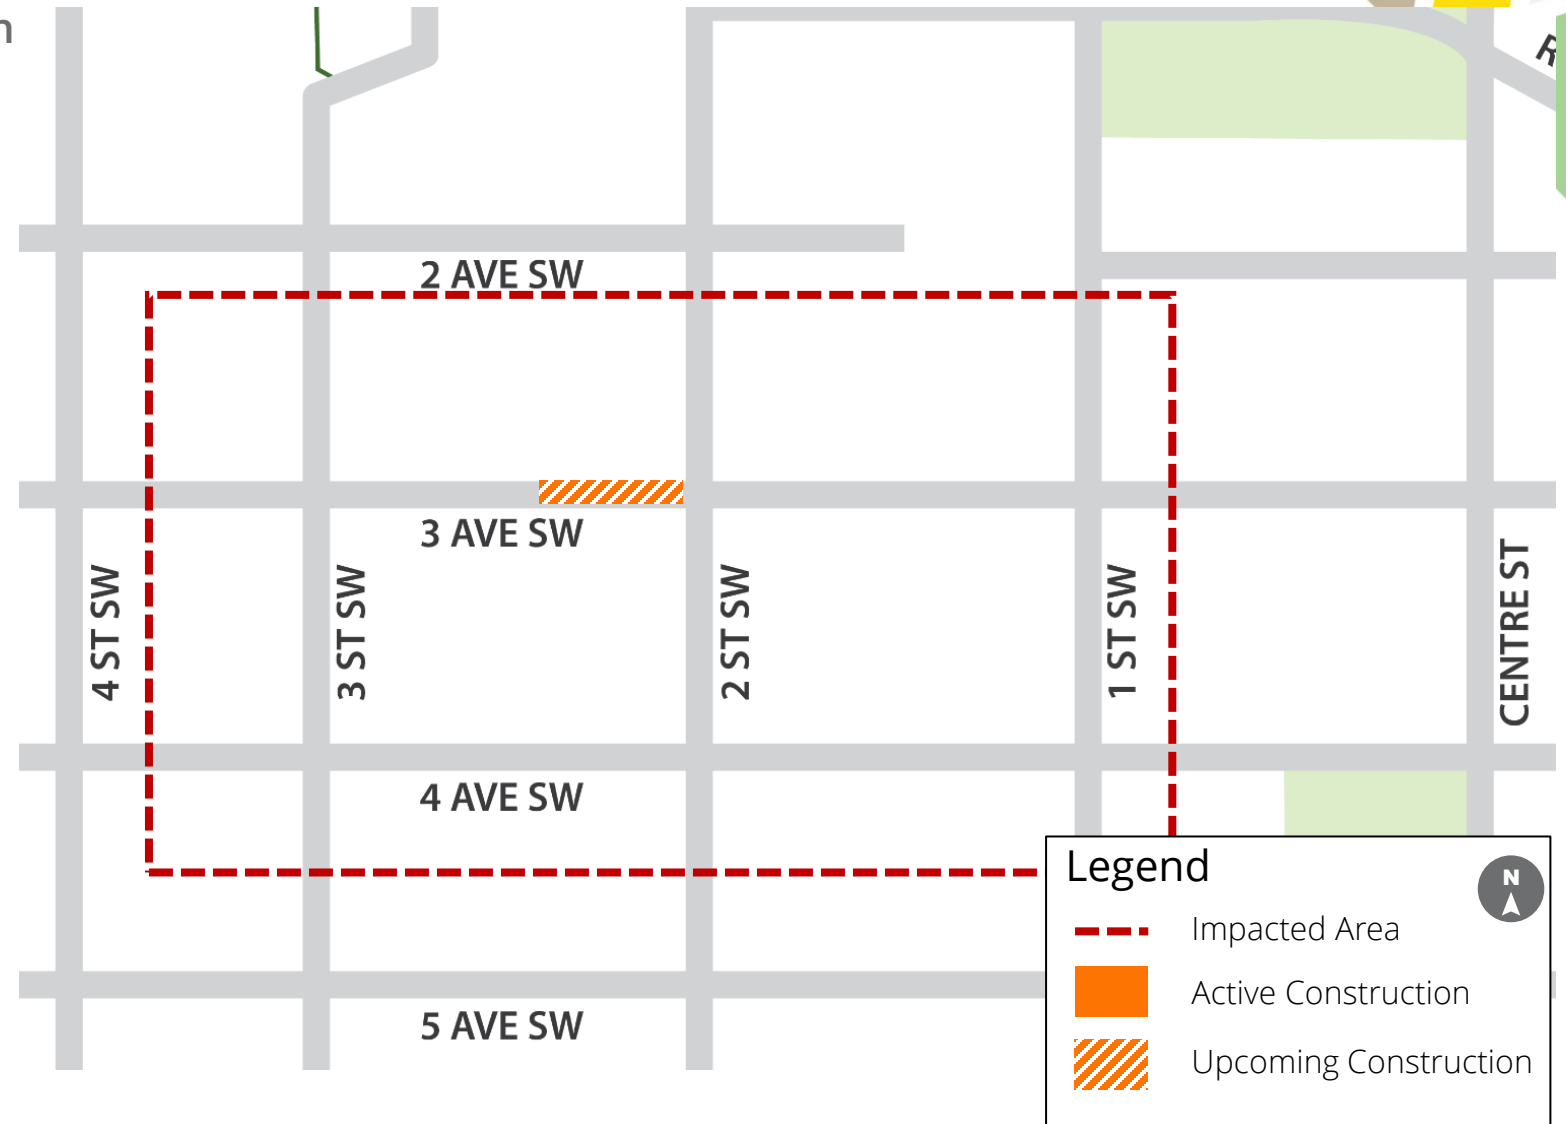 n
R
2 AVE SW
3 AVE SW
4 ST SW
3 ST SW
2 ST SW
1 ST SW
CENTRE ST
4 AVE SW
5 AVE SW
Legend
N
Impacted Area
Active Construction
Upcoming Construction